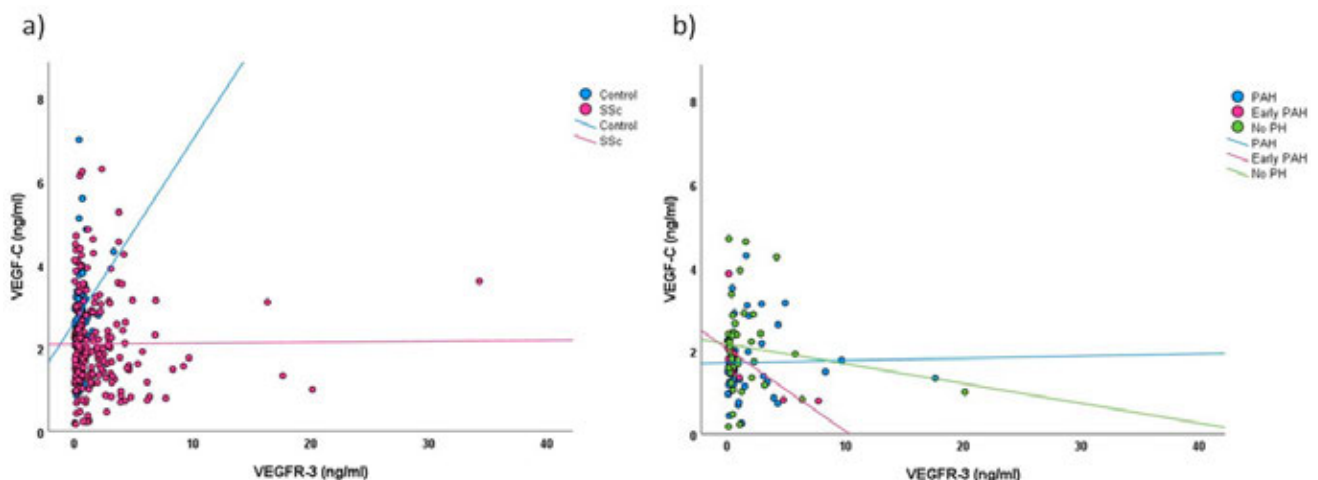 a)
8
6
4
2
0
VEGF-C (ng/ml)
0 10 20 30 40
VEGFR-3 (ng/ml)
Control
SSc
Control
SSc
b)
8
6
4
2
0
VEGF-C (ng/ml)
0 10 20 30 40
VEGFR-3 (ng/ml)
PAH
Early PAH
No PH
PAH
Early PAH
No PH